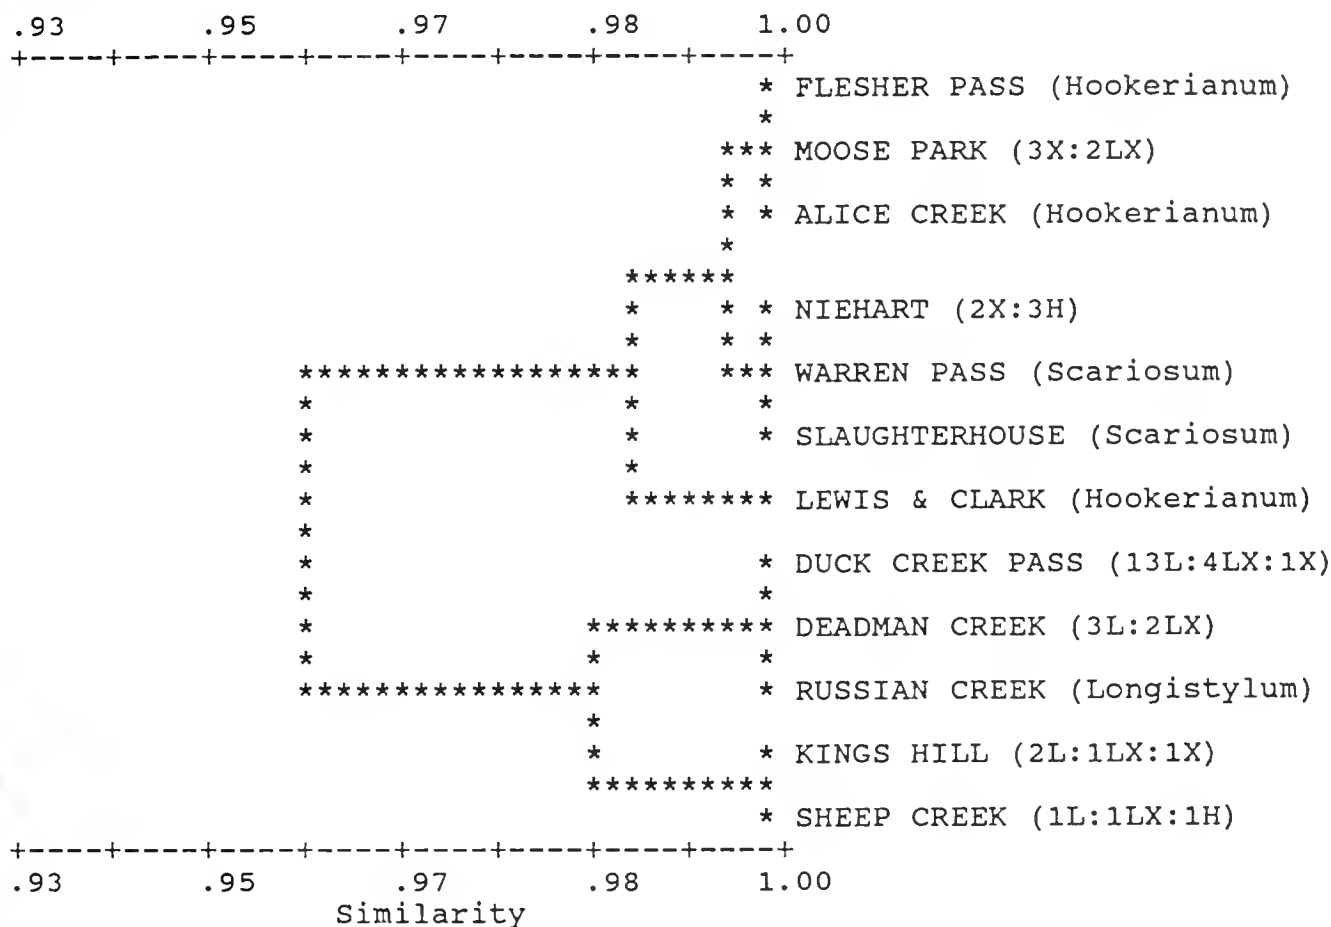 .93 .95 .97 .98 1.00
+----+----+----+----+----+----+----+----+
* FLESHER PASS (Hookerianum)
*
*** MOOSE PARK (3X:2LX)
* *
* * ALICE CREEK (Hookerianum)
*
******
* * * NIEHART (2X:3H)
* * *
****************** *** WARREN PASS (Scariosum)
* * *
* * * SLAUGHTERHOUSE (Scariosum)
* *
* ******** LEWIS & CLARK (Hookerianum)
*
* * DUCK CREEK PASS (13L:4LX:1X)
* *
* ********** DEADMAN CREEK (3L:2LX)
* * *
**************** * RUSSIAN CREEK (Longistylum)
*
* * KINGS HILL (2L:1LX:1X)
**********
* SHEEP CREEK (1L:1LX:1H)
+----+----+----+----+----+----+----+----+
.93 .95 .97 .98 1.00
Similarity